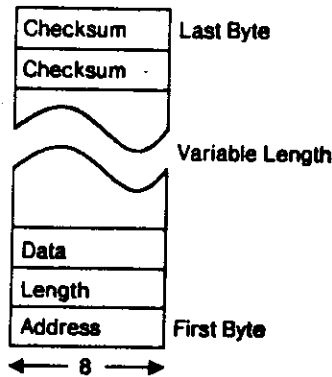 Checksum Last Byte
Checksum
Variable Length
Data
Length
Address First Byte
8